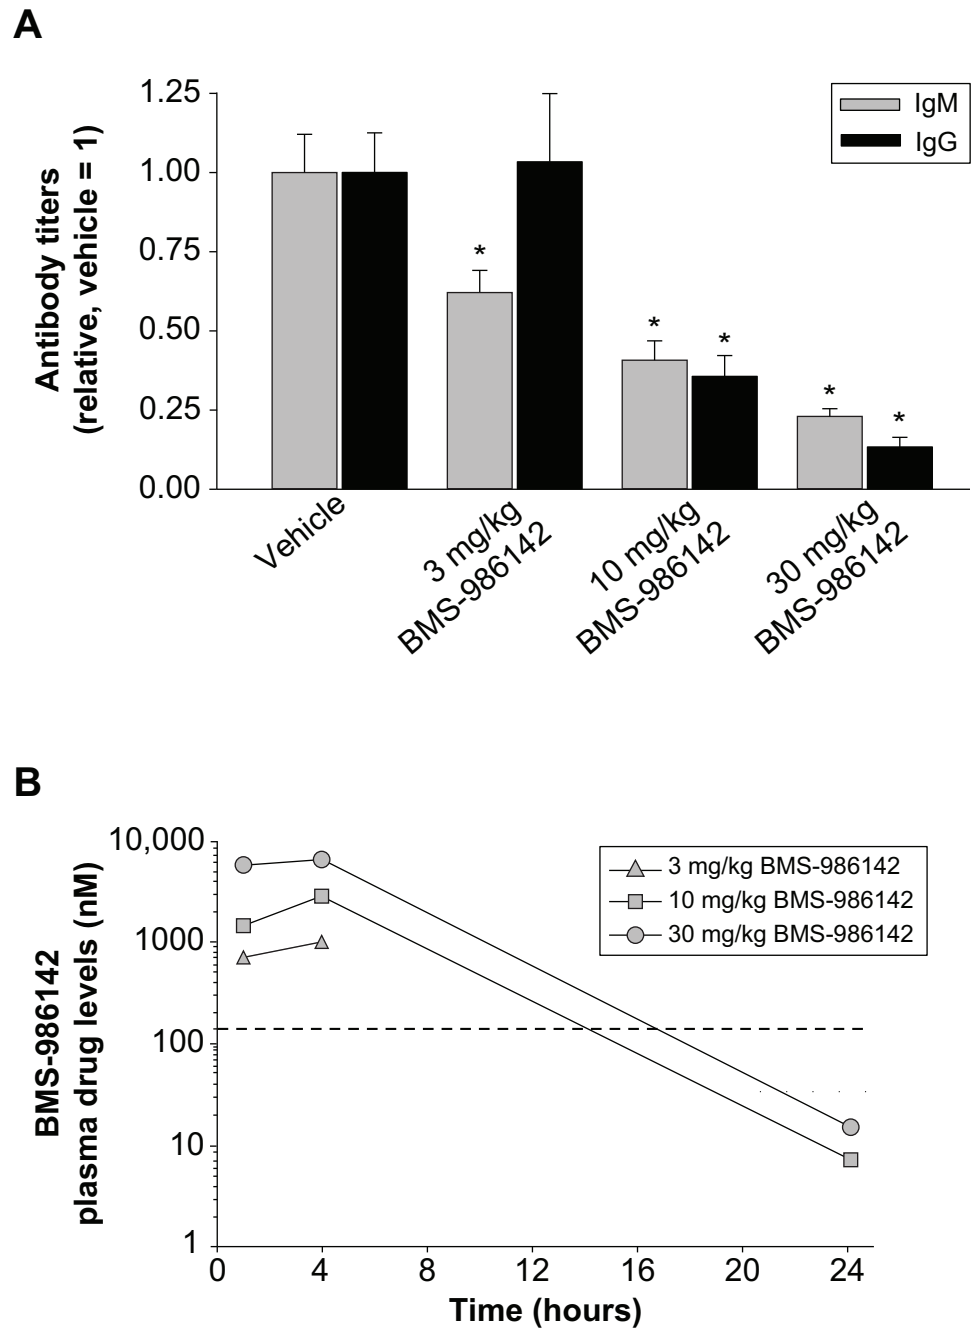 A
Antibody titers
(relative, vehicle = 1)
1.25
1.00
0.75
0.50
0.25
0.00
IgM
IgG
*
*
*
*
*
Vehicle
3 mg/kg
BMS-986142
10 mg/kg
BMS-986142
30 mg/kg
BMS-986142
B
BMS-986142
plasma drug levels (nM)
10,000
1000
100
10
1
3 mg/kg BMS-986142
10 mg/kg BMS-986142
30 mg/kg BMS-986142
0 4 8 12 16 20 24
Time (hours)